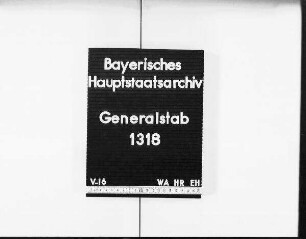 Bayerisches
Hauptstaatsarchiv
Generalstab
1318
V-16 WA HR EH